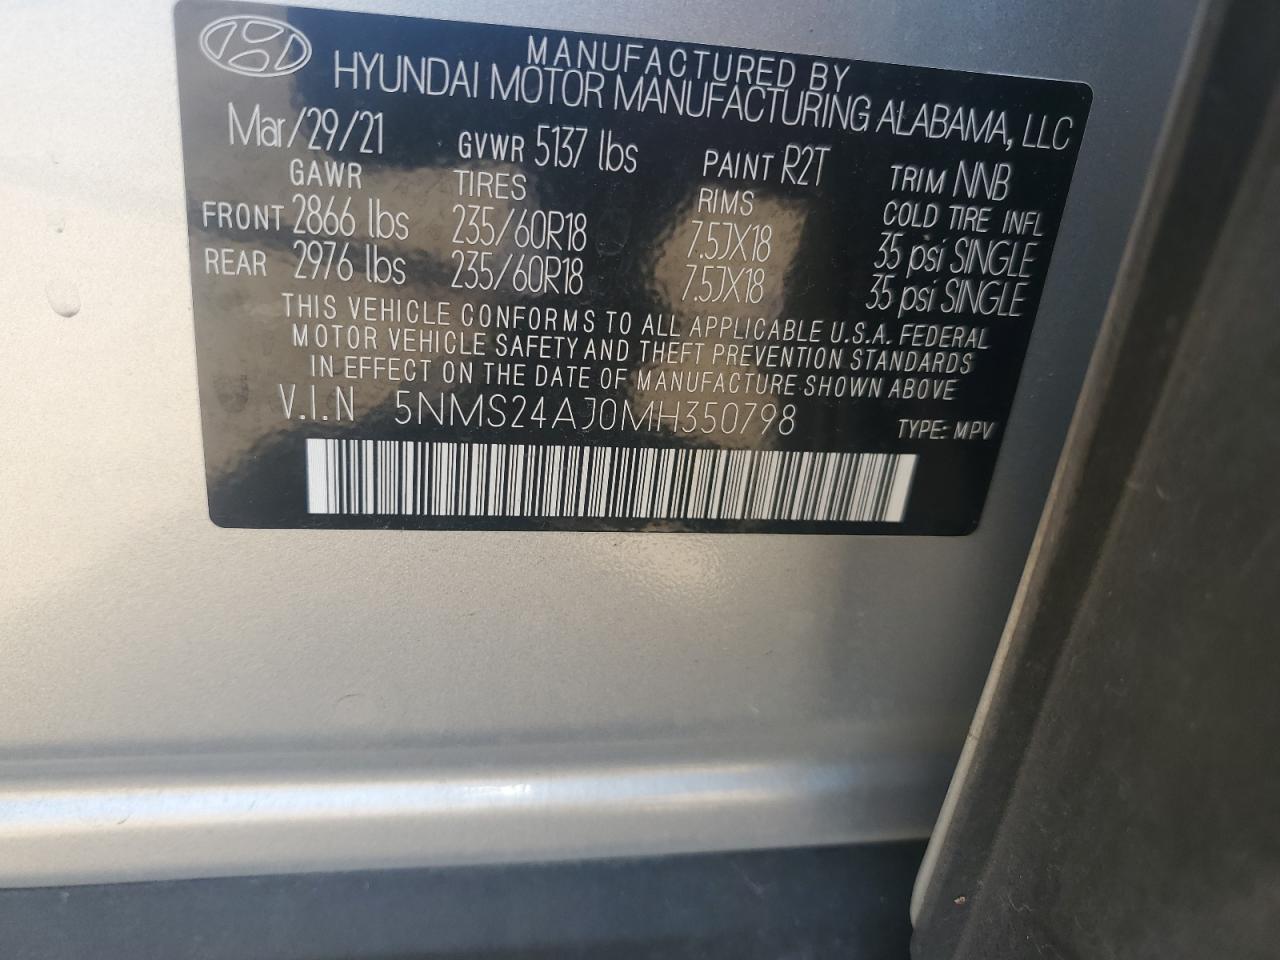 MANUFACTURED BY
HYUNDAI MOTOR MANUFACTURING ALABAMA, LLC
Mar/29/21 GVWR 5137 lbs PAINT R2T TRIM NNB
GAWR TIRES RIMS COLD TIRE INFL
FRONT 2866 lbs 235/60R18 7.5JX18 35 psi SINGLE
REAR 2976 lbs 235/60R18 7.5JX18 35 psi SINGLE
THIS VEHICLE CONFORMS TO ALL APPLICABLE U.S.A. FEDERAL
MOTOR VEHICLE SAFETY AND THEFT PREVENTION STANDARDS
IN EFFECT ON THE DATE OF MANUFACTURE SHOWN ABOVE
V.I.N 5NMS24AJ0MH350798 TYPE: MPV